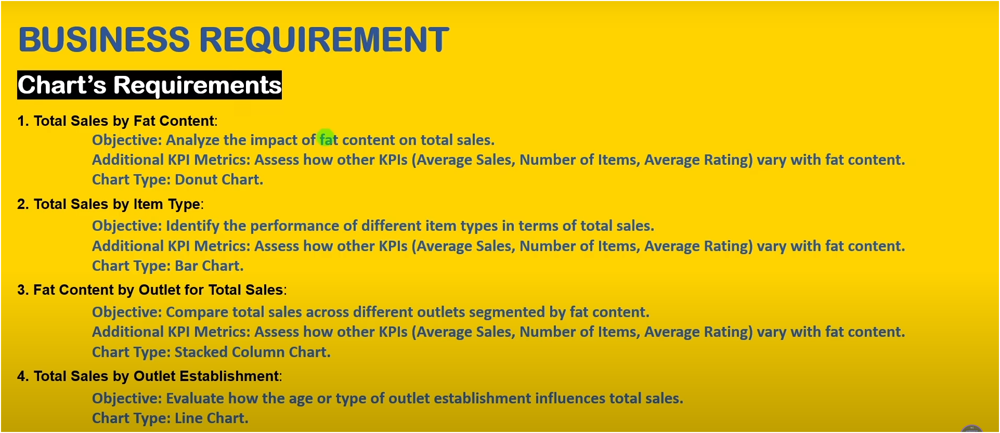 BUSINESS REQUIREMENT
Chart’s Requirements
1. Total Sales by Fat Content:
Objective: Analyze the impact of fat content on total sales.
Additional KPI Metrics: Assess how other KPIs (Average Sales, Number of Items, Average Rating) vary with fat content.
Chart Type: Donut Chart.
2. Total Sales by Item Type:
Objective: Identify the performance of different item types in terms of total sales.
Additional KPI Metrics: Assess how other KPIs (Average Sales, Number of Items, Average Rating) vary with fat content.
Chart Type: Bar Chart.
3. Fat Content by Outlet for Total Sales:
Objective: Compare total sales across different outlets segmented by fat content.
Additional KPI Metrics: Assess how other KPIs (Average Sales, Number of Items, Average Rating) vary with fat content.
Chart Type: Stacked Column Chart.
4. Total Sales by Outlet Establishment:
Objective: Evaluate how the age or type of outlet establishment influences total sales.
Chart Type: Line Chart.